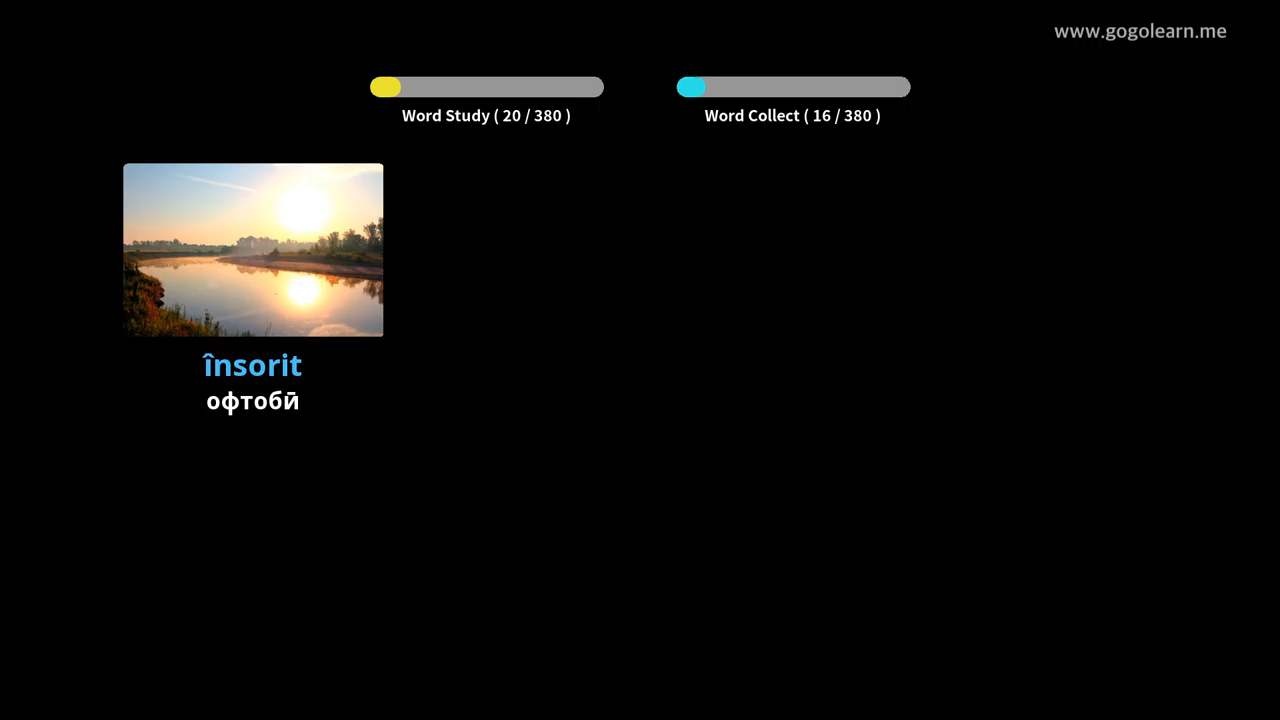 www.gogolearn.me
Word Study ( 20 / 380 )
Word Collect ( 16 / 380 )
însorit
офтобӣ